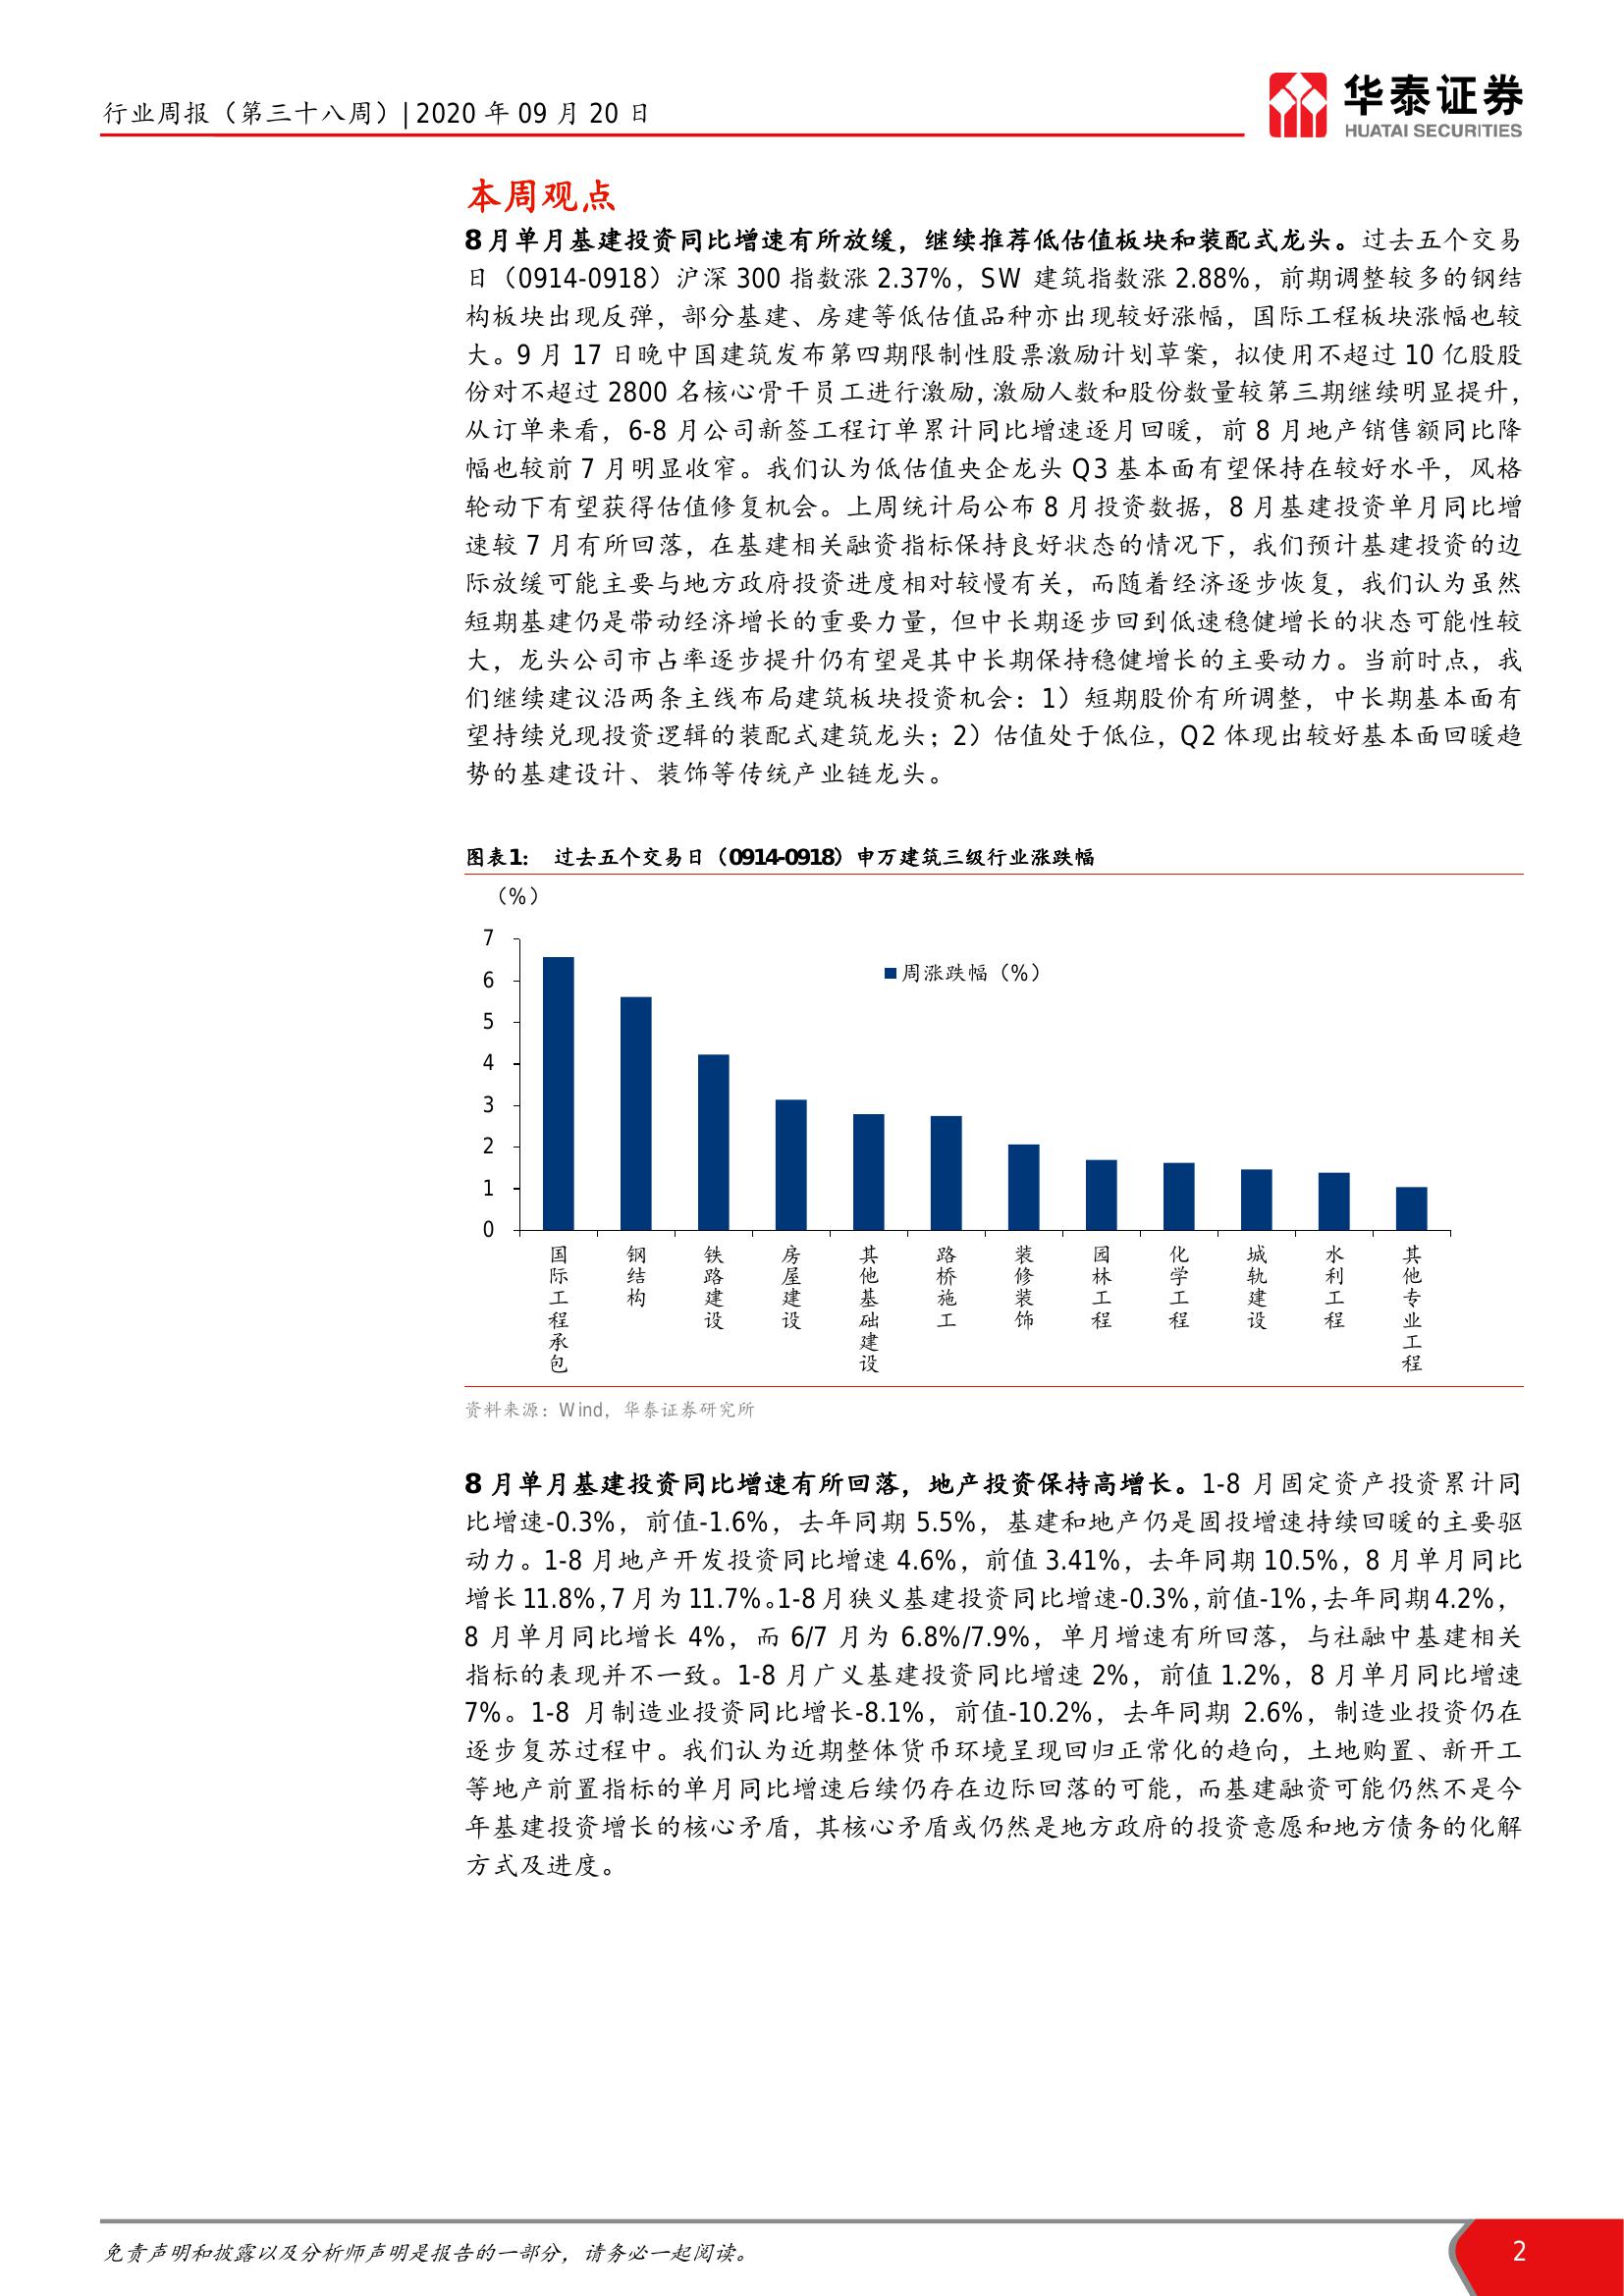 行业周报（第三十八周）|2020 年 09 月 20 日
华泰证券
HUATAI SECURITIES
本周观点
8 月单月基建投资同比增速有所放缓，继续推荐低估值板块和装配式龙头。过去五个交易
日（0914-0918）沪深 300 指数涨 2.37%，SW 建筑指数涨 2.88%，前期调整较多的钢结
构板块出现反弹，部分基建、房建等低估值品种亦出现较好涨幅，国际工程板块涨幅也较
大。9 月 17 日晚中国建筑发布第四期限制性股票激励计划草案，拟使用不超过 10 亿股股
份对不超过 2800 名核心骨干员工进行激励，激励人数和股份数量较第三期继续明显提升，
从订单来看，6-8 月公司新签工程订单累计同比增速逐月回暖，前 8 月地产销售额同比降
幅也较前 7 月明显收窄。我们认为低估值央企龙头 Q3 基本面有望保持在较好水平，风格
轮动下有望获得估值修复机会。上周统计局公布 8 月投资数据，8 月基建投资单月同比增
速较 7 月有所回落，在基建相关融资指标保持良好状态的情况下，我们预计基建投资的边
际放缓可能主要与地方政府投资进度相对较慢有关，而随着经济逐步恢复，我们认为虽然
短期基建仍是带动经济增长的重要力量，但中长期逐步回到低速稳健增长的状态可能性较
大，龙头公司市占率逐步提升仍有望是其中长期保持稳健增长的主要动力。当前时点，我
们继续建议沿两条主线布局建筑板块投资机会：1）短期股价有所调整，中长期基本面有
望持续兑现投资逻辑的装配式建筑龙头；2）估值处于低位，Q2 体现出较好基本面回暖趋
势的基建设计、装饰等传统产业链龙头。
图表1： 过去五个交易日（0914-0918）申万建筑三级行业涨跌幅
（%）
周涨跌幅（%）
7
6
5
4
3
2
1
0
国际工程承包
钢结构
铁路建设
房屋建设
其他基础建设
路桥施工
装修装饰
园林工程
化学工程
城轨建设
水利工程
其他专业工程
资料来源：Wind，华泰证券研究所
8 月单月基建投资同比增速有所回落，地产投资保持高增长。1-8 月固定资产投资累计同
比增速-0.3%，前值-1.6%，去年同期 5.5%，基建和地产仍是固投增速持续回暖的主要驱
动力。1-8 月地产开发投资同比增速 4.6%，前值 3.41%，去年同期 10.5%，8 月单月同比
增长 11.8%，7 月为 11.7%。1-8 月狭义基建投资同比增速-0.3%，前值-1%，去年同期 4.2%，
8 月单月同比增长 4%，而 6/7 月为 6.8%/7.9%，单月增速有所回落，与社融中基建相关
指标的表现并不一致。1-8 月广义基建投资同比增速 2%，前值 1.2%，8 月单月同比增速
7%。1-8 月制造业投资同比增长-8.1%，前值-10.2%，去年同期 2.6%，制造业投资仍在
逐步复苏过程中。我们认为近期整体货币环境呈现回归正常化的趋向，土地购置、新开工
等地产前置指标的单月同比增速后续仍存在边际回落的可能，而基建融资可能仍然不是今
年基建投资增长的核心矛盾，其核心矛盾或仍然是地方政府的投资意愿和地方债务的化解
方式及进度。
免责声明和披露以及分析师声明是报告的一部分，请务必一起阅读。
2